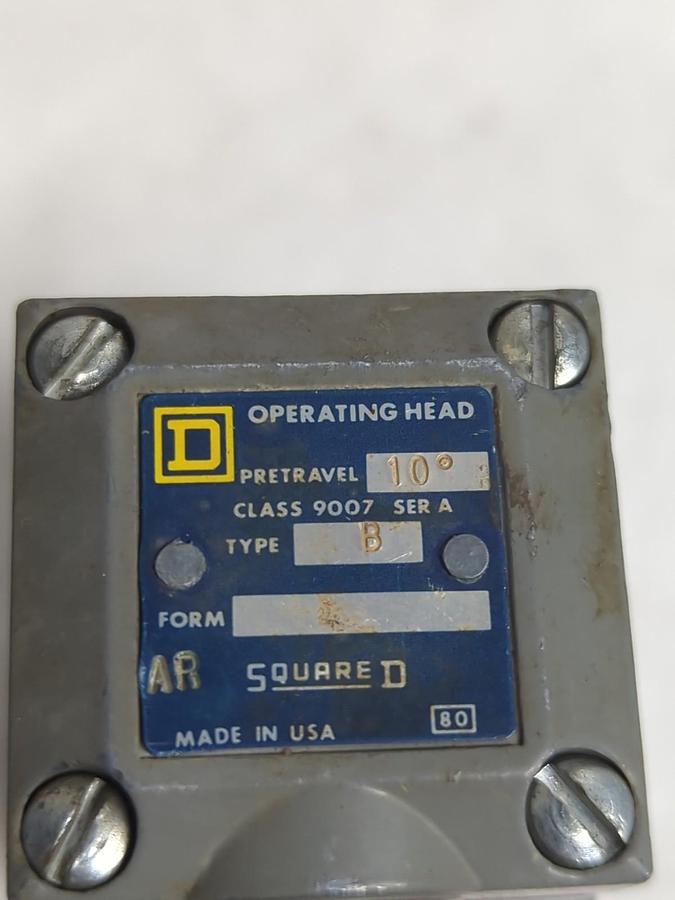 D OPERATING HEAD
PRETRAVEL 10°
CLASS 9007 SER A
TYPE B
FORM
AR SQUARE D
80
MADE IN USA